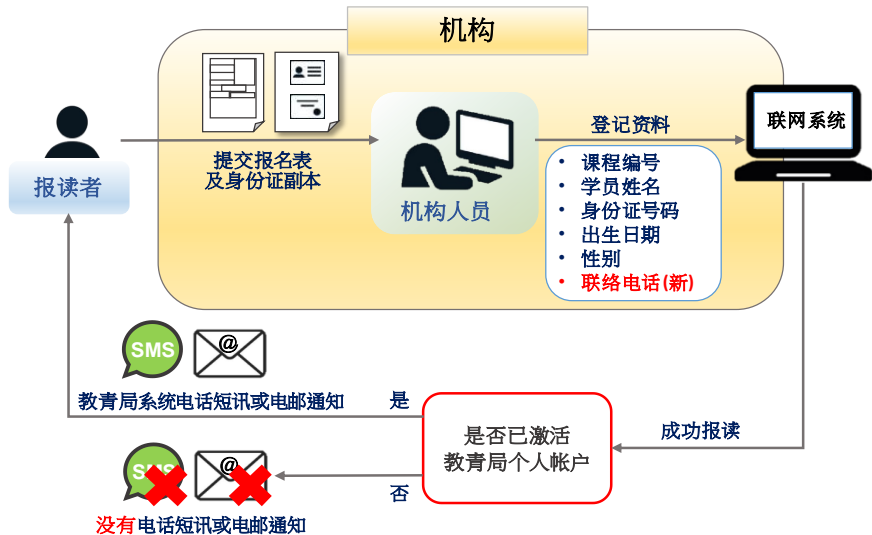 机构
联网系统
登记资料
提交报名表
及身份证副本
报读者
机构人员
• 课程编号
• 学员姓名
• 身份证号码
• 出生日期
• 性别
• 联络电话(新)
SMS
@
教青局系统电话短讯或电邮通知
是
成功报读
是否已激活
教青局个人帐户
SMS
@
否
没有电话短讯或电邮通知